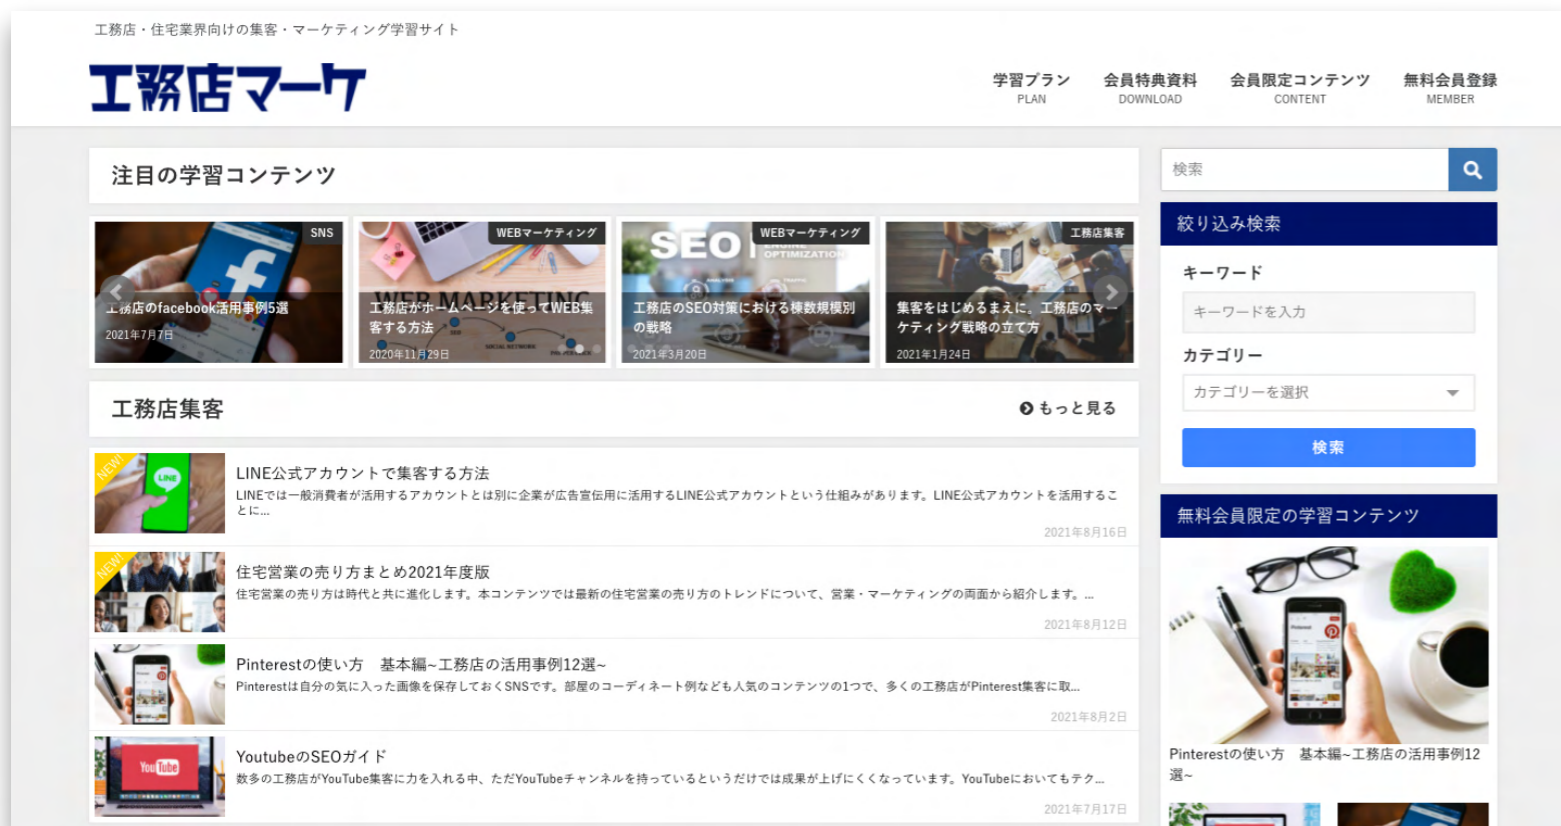 工務店・住宅業界向けの集客・マーケティング学習サイト
工務店マーケ
学習プラン
PLAN
会員特典資料
DOWNLOAD
会員限定コンテンツ
CONTENT
無料会員登録
MEMBER
注目の学習コンテンツ
SNS
工務店のfacebook活用事例5選
2021年7月7日
WEBマーケティング
工務店がホームページを使ってWEB集
客する方法
2020年11月29日
WEBマーケティング
SEO
OPTIMIZATION
工務店のSEO対策における棟数規模別
の戦略
2021年3月20日
工務店集客
集客をはじめるまえに。工務店のマー
ケティング戦略の立て方
2021年1月24日
工務店集客
もっと見る
NEW!
LINE
LINE公式アカウントで集客する方法
LINEでは一般消費者が活用するアカウントとは別に企業が広告宣伝用に活用するLINE公式アカウントという仕組みがあります。LINE公式アカウントを活用するこ
とに...
2021年8月16日
NEW!
住宅営業の売り方まとめ2021年度版
住宅営業の売り方は時代と共に進化します。本コンテンツでは最新の住宅営業の売り方のトレンドについて、営業・マーケティングの両面から紹介します。...
2021年8月12日
Pinterestの使い方　基本編~工務店の活用事例12選~
Pinterestは自分の気に入った画像を保存しておくSNSです。部屋のコーディネート例なども人気のコンテンツの1つで、多くの工務店がPinterest集客に取...
2021年8月2日
YouTube
YoutubeのSEOガイド
数多の工務店がYouTube集客に力を入れる中、ただYouTubeチャンネルを持っているというだけでは成果が上げにくくなっています。YouTubeにおいてもテク...
2021年7月17日
検索
絞り込み検索
キーワード
キーワードを入力
カテゴリー
カテゴリーを選択
検索
無料会員限定の学習コンテンツ
Pinterest
Pinterestの使い方　基本編~工務店の活用事例12
選~